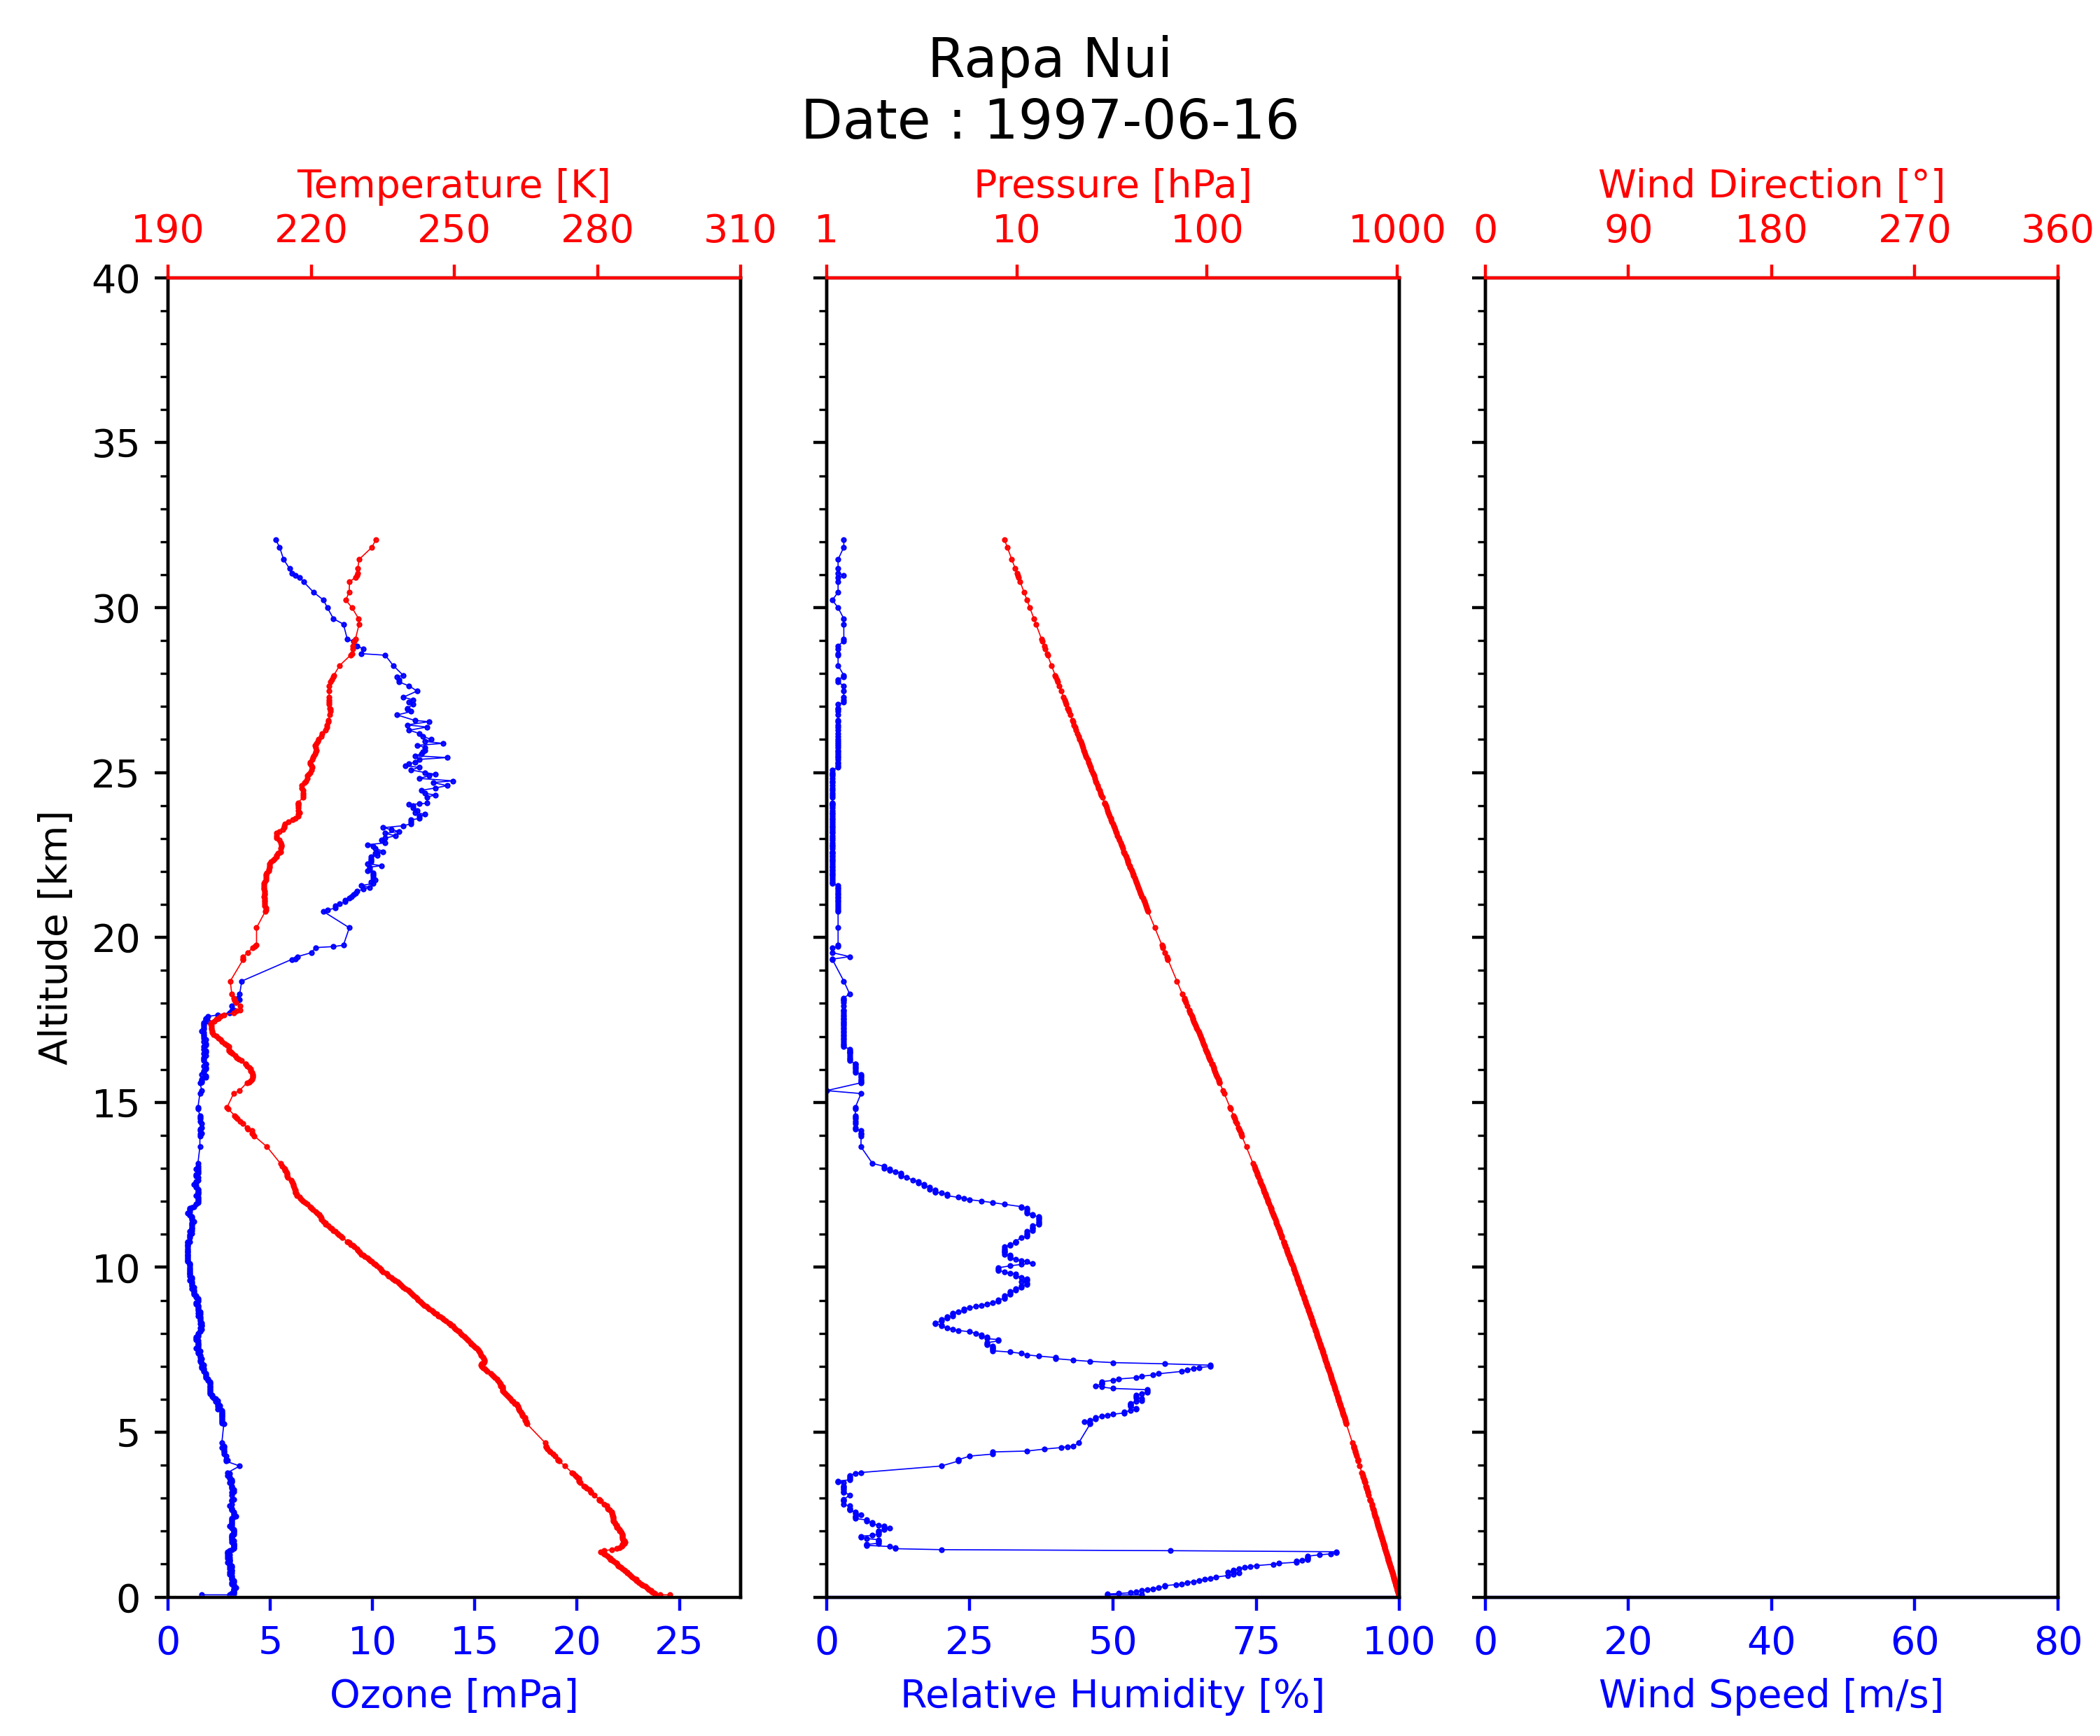 Rapa Nui
Date : 1997-06-16
Temperature [K]
190 220 250 280 310
Pressure [hPa]
1 10 100 1000
Wind Direction [°]
0 90 180 270 360
Altitude [km]
40
35
30
25
20
15
10
5
0
0 5 10 15 20 25
Ozone [mPa]
0 25 50 75 100
Relative Humidity [%]
0 20 40 60 80
Wind Speed [m/s]